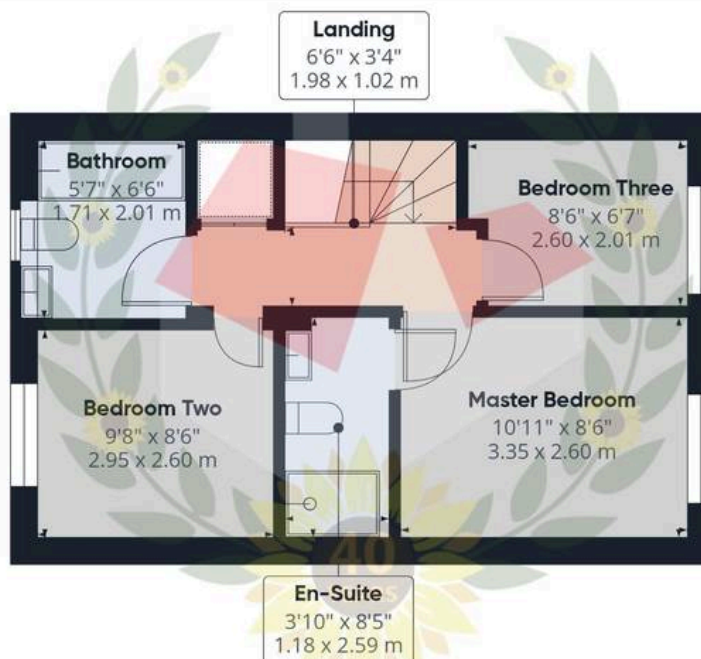 Landing
6'6" x 3'4"
1.98 x 1.02 m
Bathroom
5'7" x 6'6"
1.71 x 2.01 m
Bedroom Three
8'6" x 6'7"
2.60 x 2.01 m
Bedroom Two
9'8" x 8'6"
2.95 x 2.60 m
Master Bedroom
10'11" x 8'6"
3.35 x 2.60 m
40
En-Suite
3'10" x 8'5"
1.18 x 2.59 m